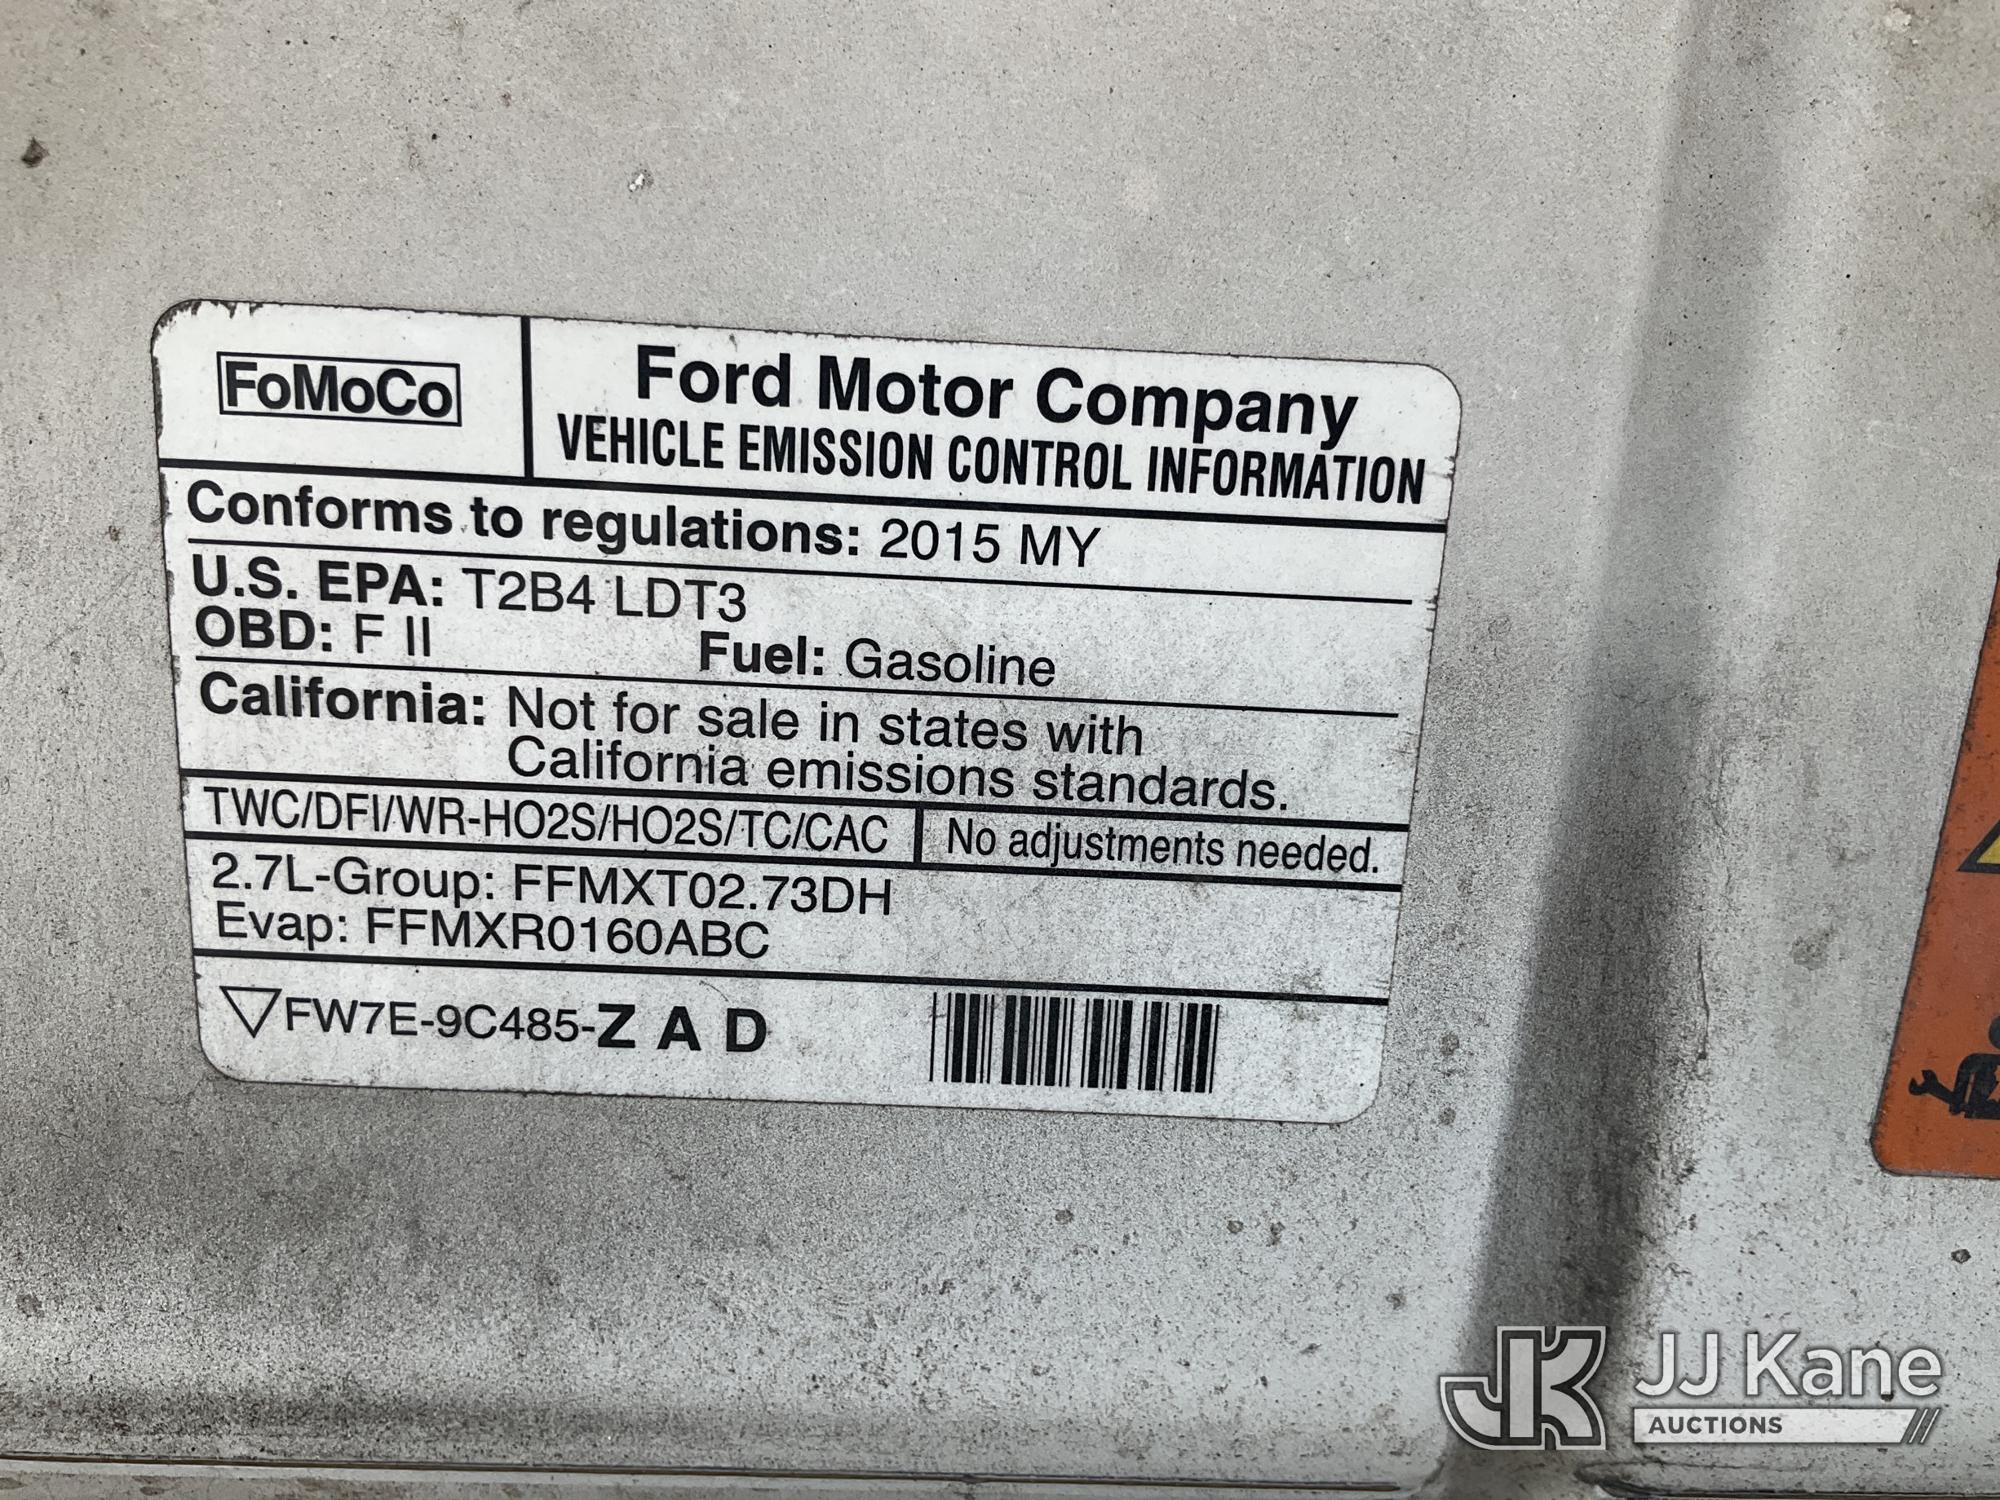 FoMoCo
Ford Motor Company
VEHICLE EMISSION CONTROL INFORMATION
Conforms to regulations: 2015 MY
U.S. EPA: T2B4 LDT3
OBD: F II Fuel: Gasoline
California: Not for sale in states with
California emissions standards.
TWC/DFI/WR-HO2S/HO2S/TC/CAC No adjustments needed.
2.7L-Group: FFMXT02.73DH
Evap: FFMXR0160ABC
FW7E-9C485-Z A D
JK JJ Kane
AUCTIONS